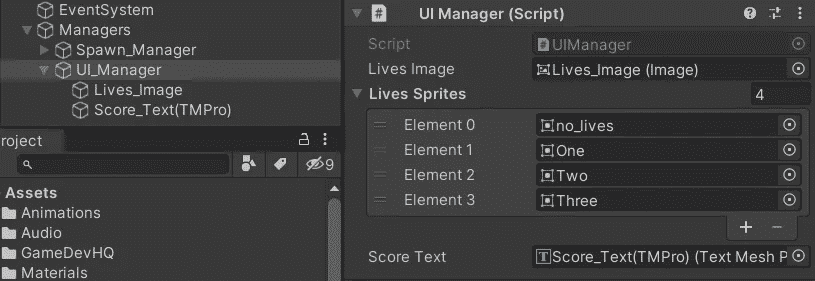 EventSystem
Managers
Spawn_Manager
UI_Manager
Lives_Image
Score_Text(TMPro)
roject
9
Assets
Animations
Audio
GameDevHQ
Materials
# UI Manager (Script)
Script #UIManager
Lives Image Lives_Image (Image)
Lives Sprites 4
Element 0 no_lives
Element 1 One
Element 2 Two
Element 3 Three
+ −
Score Text Score_Text(TMPro) (Text Mesh P